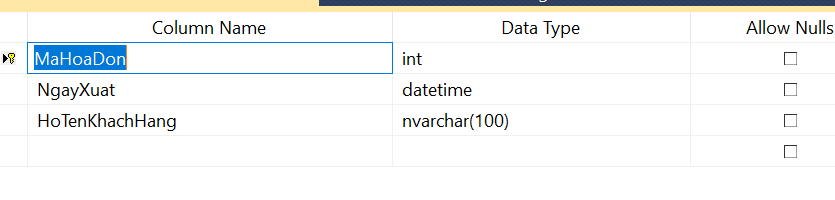 Column Name Data Type Allow Nulls
MaHoaDon int
NgayXuat datetime
HoTenKhachHang nvarchar(100)